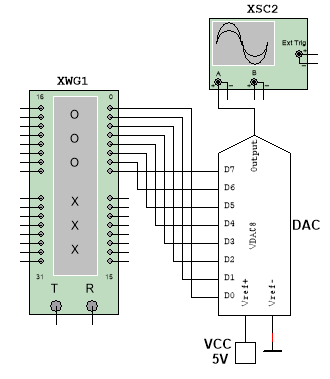 XSC2
Ext Trig
+
-
A
B
+ - + -
XWG1
16 0
O
O
O
X
X
X
31 15
T R
Output
VDAC8
DAC
D7
D6
D5
D4
D3
D2
D1
D0
Vref+
Vref-
VCC
5V